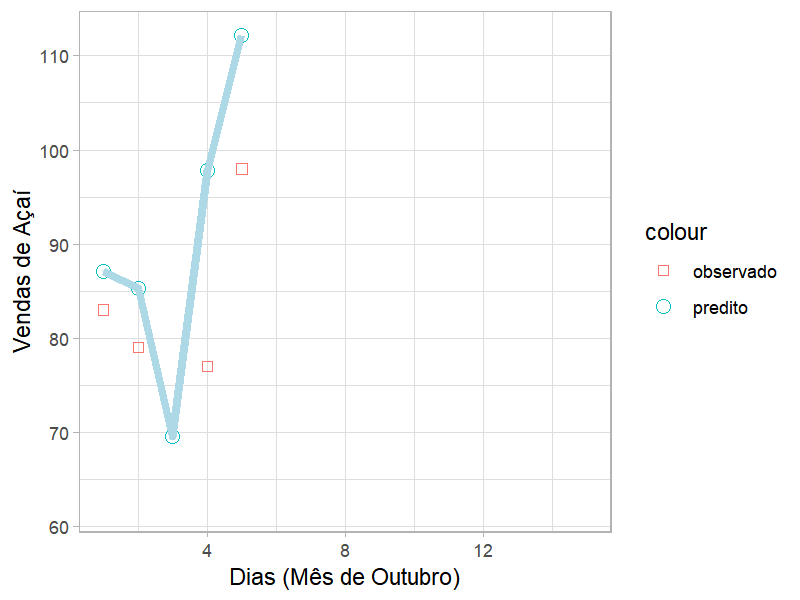 110
100
90
80
70
60
Vendas de Açaí
4
8
12
Dias (Mês de Outubro)
colour
observado
predito